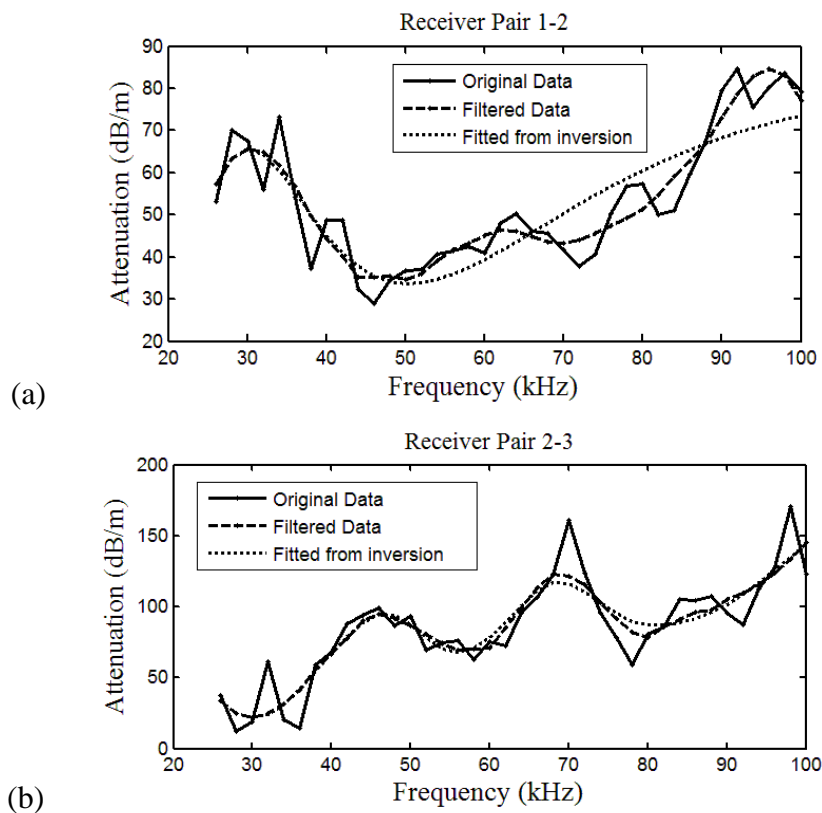 Receiver Pair 1-2
Attenuation (dB/m)
90
80
70
60
50
40
30
20
Original Data
Filtered Data
Fitted from inversion
20 30 40 50 60 70 80 90 100
Frequency (kHz)
(a)
Receiver Pair 2-3
Attenuation (dB/m)
200
150
100
50
0
Original Data
Filtered Data
Fitted from inversion
20 30 40 50 60 70 80 90 100
Frequency (kHz)
(b)